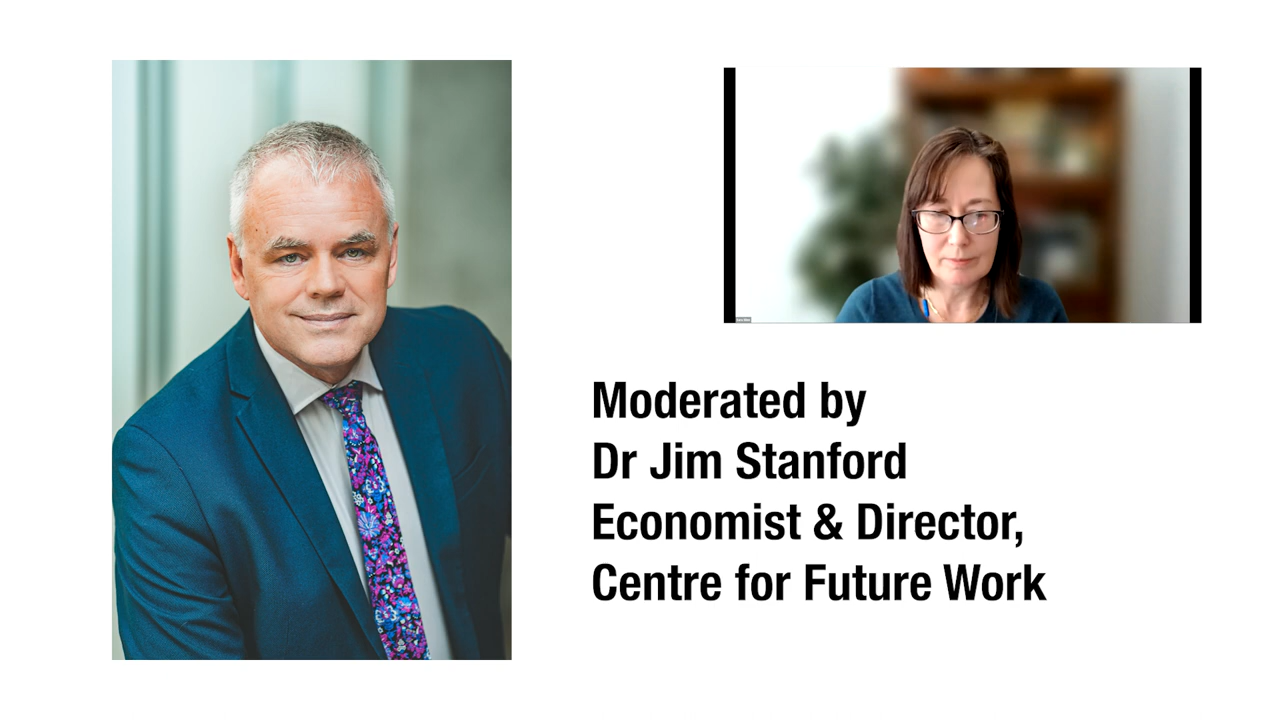 Moderated by
Dr Jim Stanford
Economist & Director,
Centre for Future Work